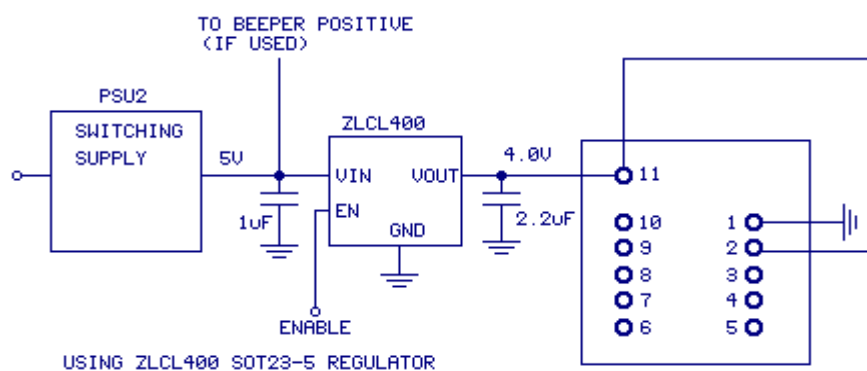 TO BEEPER POSITIVE
(IF USED)
PSU2
SWITCHING
SUPPLY
5V
ZLCL400
VIN
VOUT
EN
GND
1uF
4.0V
2.2uF
ENABLE
11
10
9
8
7
6
1
2
3
4
5
USING ZLCL400 SOT23-5 REGULATOR